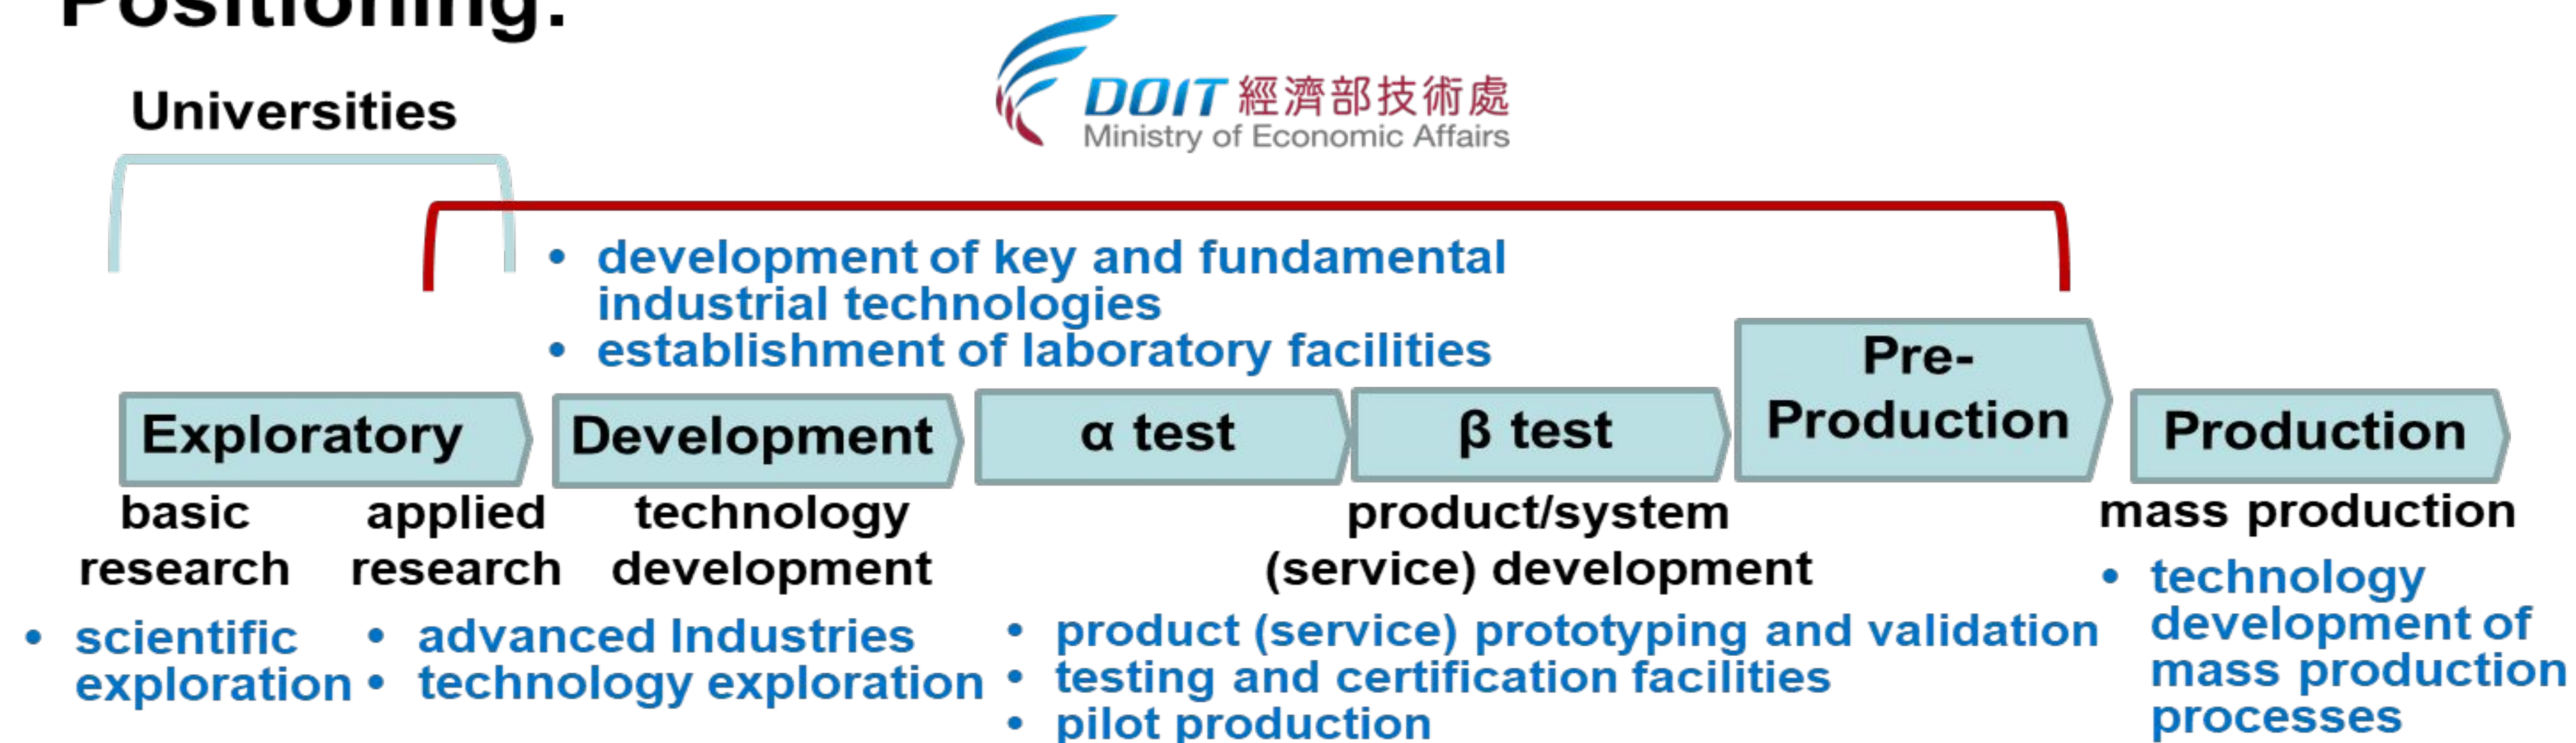 Positioning:
Universities
DOIT 經濟部技術處
Ministry of Economic Affairs
• development of key and fundamental
industrial technologies
• establishment of laboratory facilities
Exploratory
Development
α test
β test
Pre-
Production
Production
basic
research
applied
research
technology
development
product/system
(service) development
mass production
• scientific
exploration
• advanced Industries
• technology exploration
• product (service) prototyping and validation
• testing and certification facilities
• pilot production
• technology
development of
mass production
processes